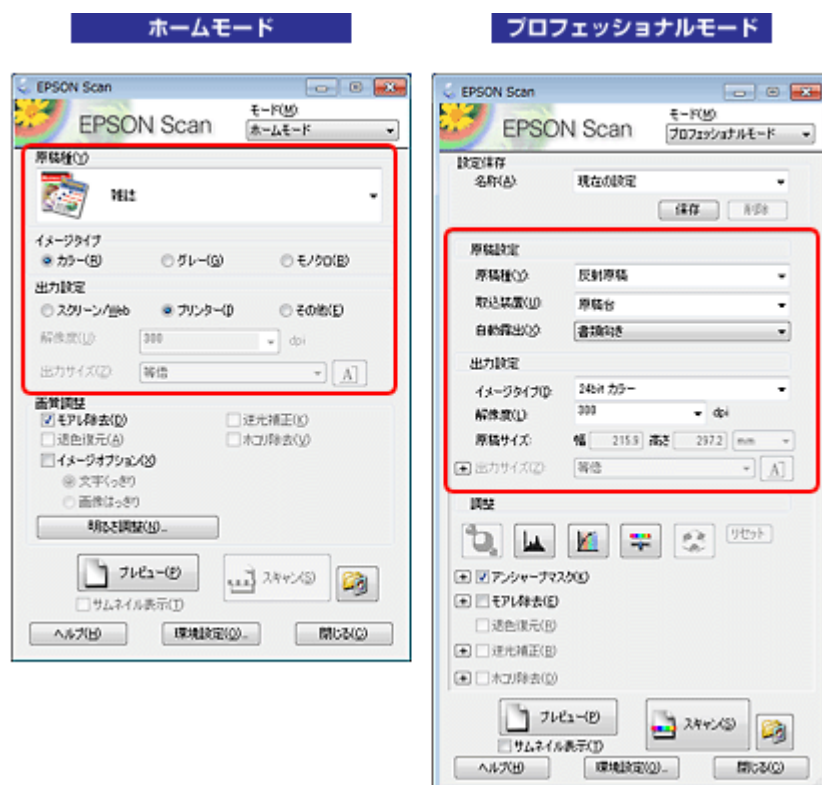 ホームモード
EPSON Scan
EPSON Scan
モード(M)
ホームモード
原稿種(Y)
雑誌
イメージタイプ
カラー(R) グレー(G) モノクロ(B)
出力設定
スクリーン/Web プリンター(I) その他(E)
解像度(L): 300 dpi
出力サイズ(Z): 等倍
画質調整
モアレ除去(D) 逆光補正(K)
退色復元(A) ホコリ除去(V)
イメージオプション(X)
文字くっきり
画像はっきり
明るさ調整(N)...
プレビュー(P) スキャン(S)
サムネイル表示(T)
ヘルプ(H) 環境設定(O)... 閉じる(C)
プロフェッショナルモード
EPSON Scan
EPSON Scan
モード(M)
プロフェッショナルモード
設定保存
名称(A): 現在の設定
保存 削除
原稿設定
原稿種(Y): 反射原稿
取込装置(U): 原稿台
自動露出(X): 書類向き
出力設定
イメージタイプ(I): 24bit カラー
解像度(L): 300 dpi
原稿サイズ: 幅 215.9 高さ 297.2 mm
出力サイズ(Z): 等倍
調整
リセット
アンシャープマスク(K)
モアレ除去(E)
退色復元(R)
逆光補正(B)
ホコリ除去(D)
プレビュー(P) スキャン(S)
サムネイル表示(T)
ヘルプ(H) 環境設定(O)... 閉じる(C)